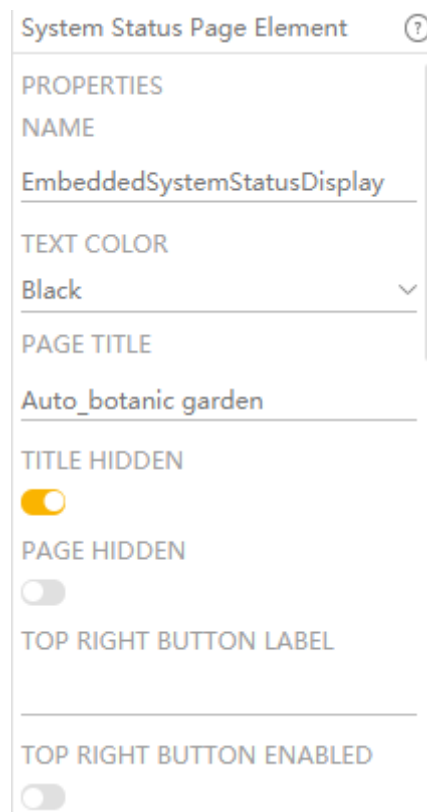 System Status Page Element ?
PROPERTIES
NAME
EmbeddedSystemStatusDisplay
TEXT COLOR
Black
PAGE TITLE
Auto_botanic garden
TITLE HIDDEN
PAGE HIDDEN
TOP RIGHT BUTTON LABEL
TOP RIGHT BUTTON ENABLED